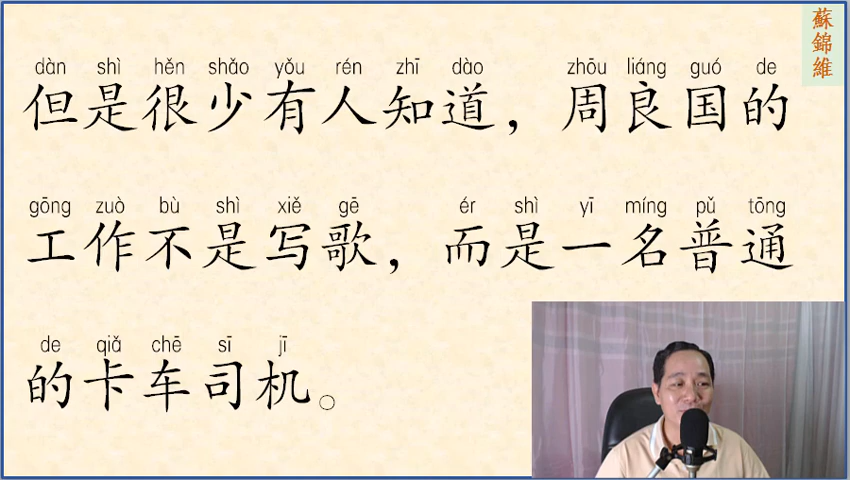 蘇錦維
dàn shì hěn shǎo yǒu rén zhī dào zhōu liáng guó de
但是很少有人知道，周良国的
gōng zuò bù shì xiě gē ér shì yī míng pǔ tōng
工作不是写歌，而是一名普通
de qiǎ chē sī jī
的卡车司机。